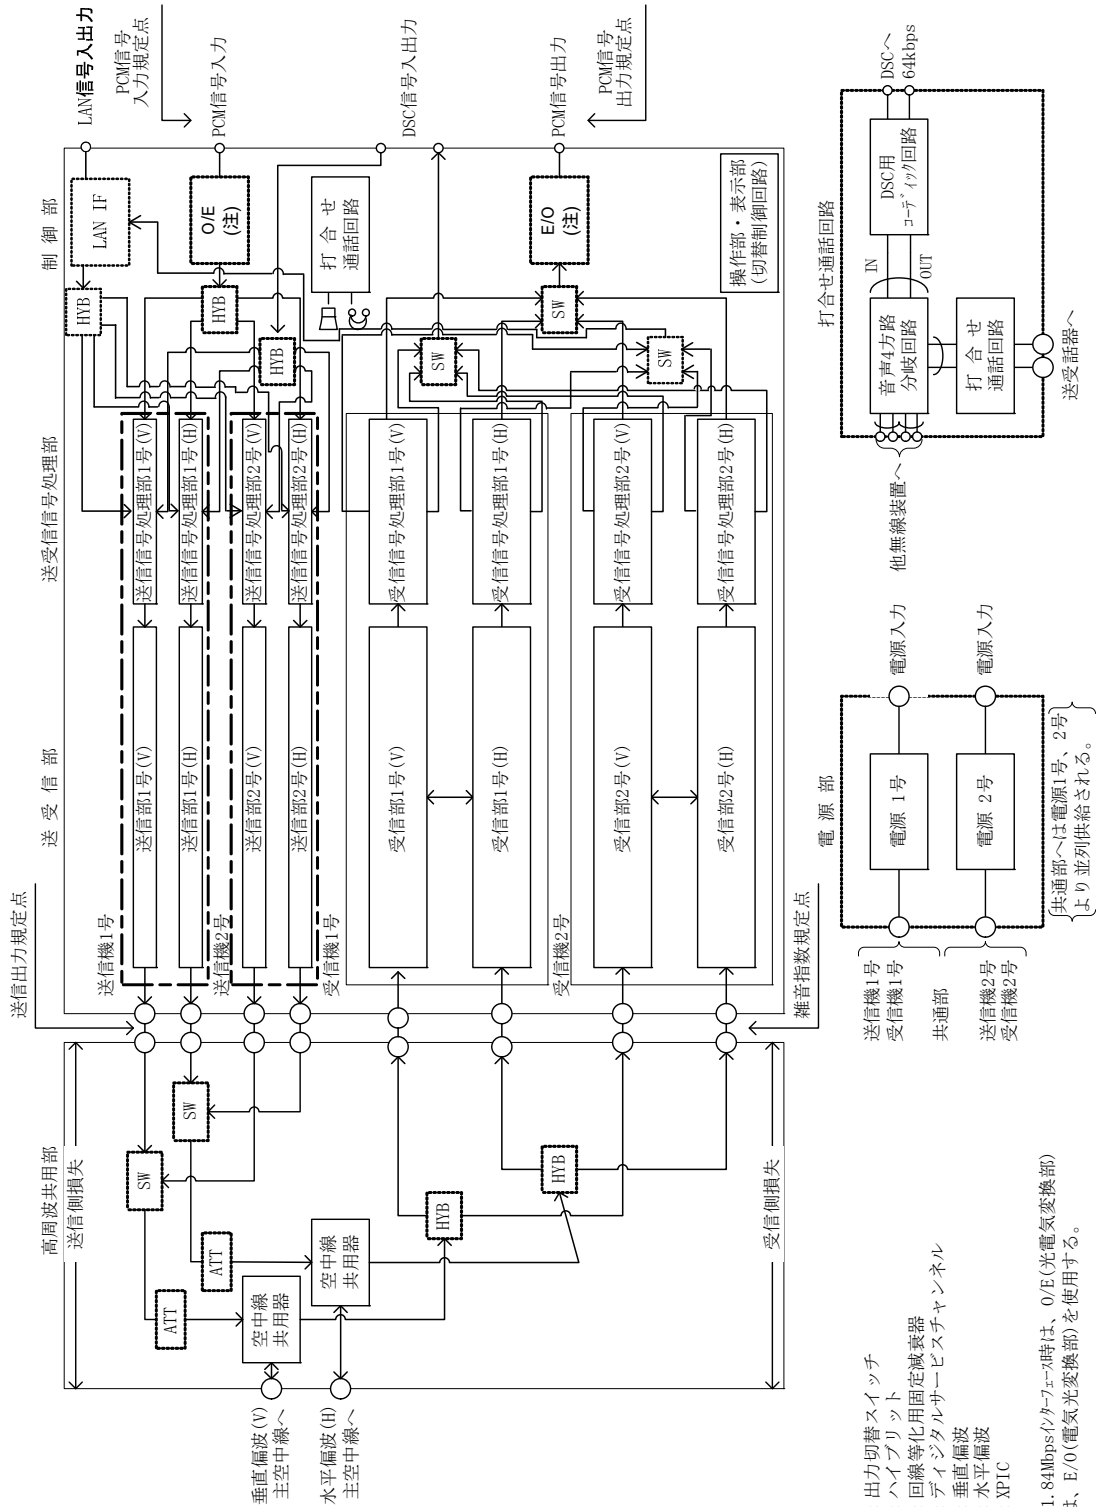 高周波共用部
送信側損失
受信側損失
送信出力規定点
雑音指数規定点
送受信部
送受信信号処理部
制御部
垂直偏波(V)
主空中線へ
水平偏波(H)
主空中線へ
空中線
共用器
空中線
共用器
ATT
ATT
SW
SW
HYB
HYB
送信機1号
送信部1号(V)
送信信号処理部1号(V)
送信部1号(H)
送信信号処理部1号(H)
送信機2号
送信部2号(V)
送信信号処理部2号(V)
送信部2号(H)
送信信号処理部2号(H)
受信機1号
受信部1号(V)
受信信号処理部1号(V)
受信部1号(H)
受信信号処理部1号(H)
受信機2号
受信部2号(V)
受信信号処理部2号(V)
受信部2号(H)
受信信号処理部2号(H)
HYB
LAN IF
HYB
O/E
(注)
HYB
打合せ
通話回路
SW
SW
E/O
(注)
SW
操作部・表示部
(切替制御回路)
LAN信号入出力
PCM信号
入力規定点
PCM信号入力
DSC信号入出力
PCM信号出力
PCM信号
出力規定点
出力切替スイッチ
ハイブリット
回線等化用固定減衰器
ディジタルサービスチャンネル
垂直偏波
水平偏波
XPIC
1.84Mbpsインターフェース時は、O/E(光電気変換部)
は、E/O(電気光変換部)を使用する。
電源部
送信機1号
受信機1号
共通部
送信機2号
受信機2号
電源 1号
電源 2号
電源入力
電源入力
共通部へは電源1号、2号
より並列供給される。
打合せ通話回路
他無線装置へ
音声4方路
分岐回路
IN
OUT
DSC用
コーディック回路
DSCへ
64kbps
打合せ
通話回路
送受話器へ